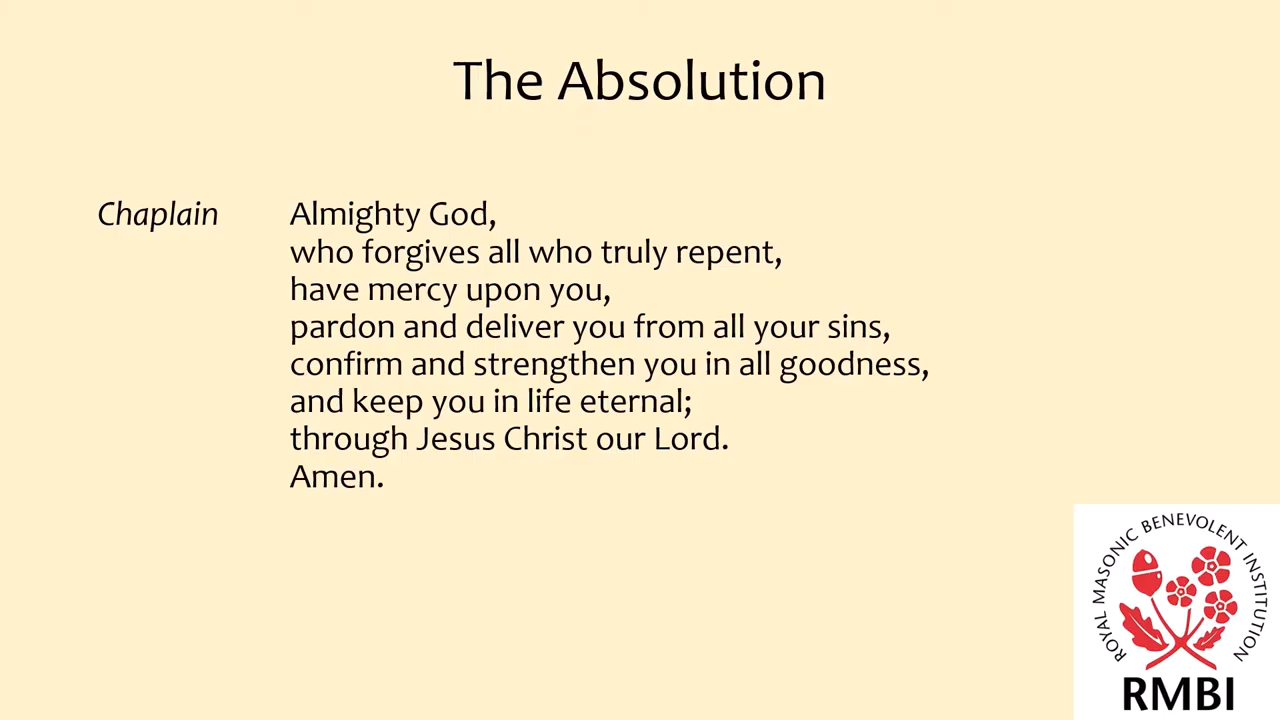 The Absolution
Chaplain Almighty God,
who forgives all who truly repent,
have mercy upon you,
pardon and deliver you from all your sins,
confirm and strengthen you in all goodness,
and keep you in life eternal;
through Jesus Christ our Lord.
Amen.
ROYAL MASONIC BENEVOLENT INSTITUTION
RMBI